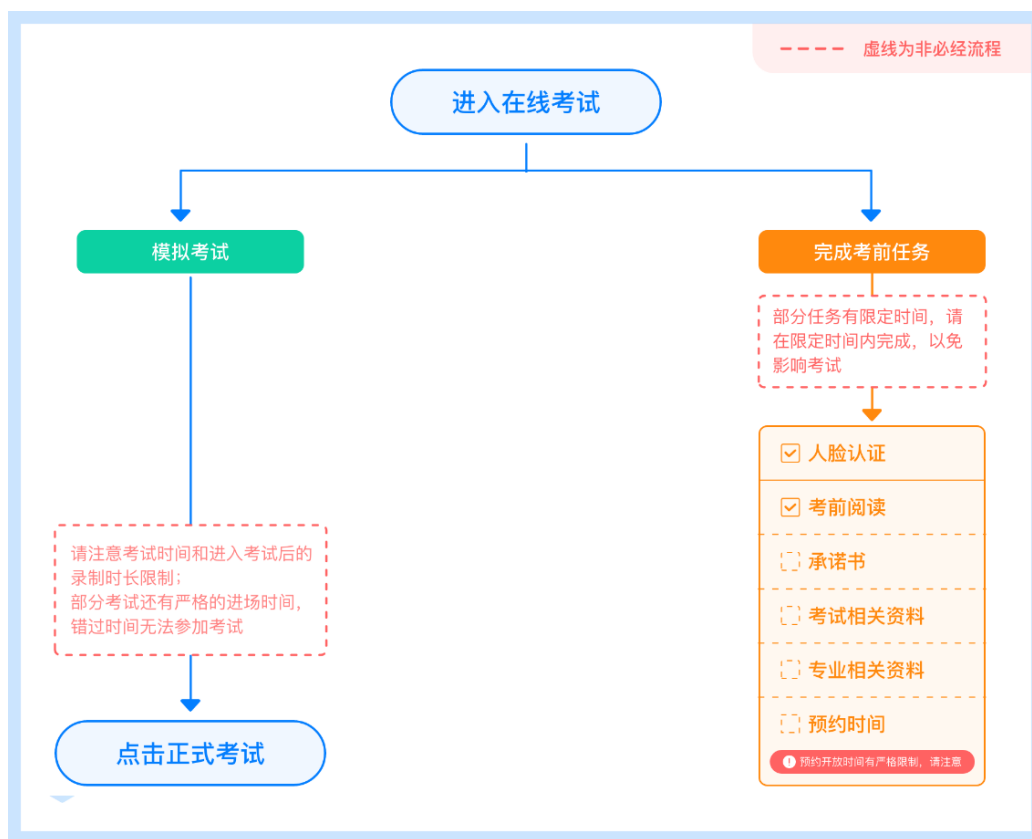 虚线为非必经流程
进入在线考试
模拟考试
完成考前任务
部分任务有限定时间，请
在限定时间内完成，以免
影响考试
人脸认证
考前阅读
承诺书
考试相关资料
专业相关资料
预约时间
预约开放时间有严格限制，请注意
请注意考试时间和进入考试后的
录制时长限制；
部分考试还有严格的进场时间，
错过时间无法参加考试
点击正式考试